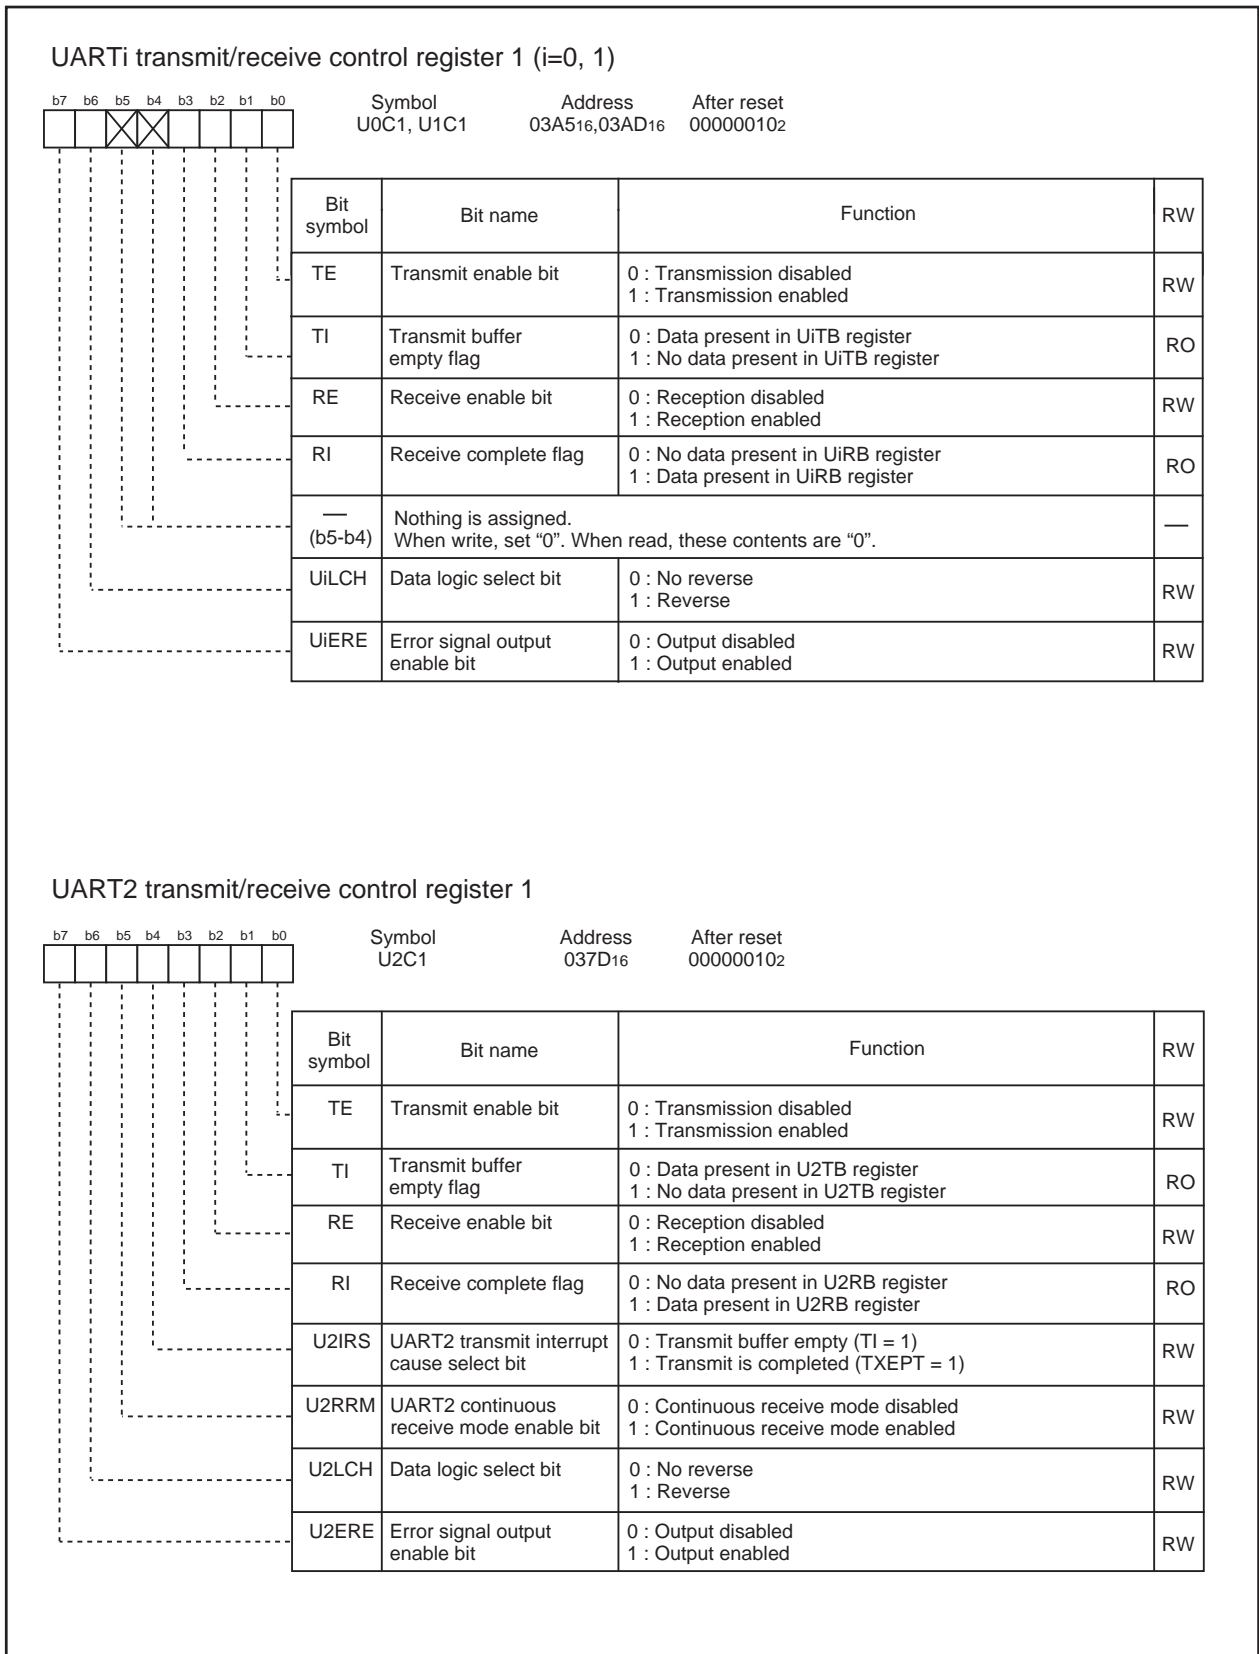 UARTi transmit/receive control register 1 (i=0, 1)
b7 b6 b5 b4 b3 b2 b1 b0
Symbol Address After reset
U0C1, U1C1 03A516,03AD16 000000102
Bit symbol Bit name Function RW
TE Transmit enable bit 0 : Transmission disabled
1 : Transmission enabled RW
TI Transmit buffer empty flag 0 : Data present in UiTB register
1 : No data present in UiTB register RO
RE Receive enable bit 0 : Reception disabled
1 : Reception enabled RW
RI Receive complete flag 0 : No data present in UiRB register
1 : Data present in UiRB register RO
— (b5-b4) Nothing is assigned.
When write, set “0”. When read, these contents are “0”. —
UiLCH Data logic select bit 0 : No reverse
1 : Reverse RW
UiERE Error signal output enable bit 0 : Output disabled
1 : Output enabled RW
UART2 transmit/receive control register 1
b7 b6 b5 b4 b3 b2 b1 b0
Symbol Address After reset
U2C1 037D16 000000102
Bit symbol Bit name Function RW
TE Transmit enable bit 0 : Transmission disabled
1 : Transmission enabled RW
TI Transmit buffer empty flag 0 : Data present in U2TB register
1 : No data present in U2TB register RO
RE Receive enable bit 0 : Reception disabled
1 : Reception enabled RW
RI Receive complete flag 0 : No data present in U2RB register
1 : Data present in U2RB register RO
U2IRS UART2 transmit interrupt cause select bit 0 : Transmit buffer empty (TI = 1)
1 : Transmit is completed (TXEPT = 1) RW
U2RRM UART2 continuous receive mode enable bit 0 : Continuous receive mode disabled
1 : Continuous receive mode enabled RW
U2LCH Data logic select bit 0 : No reverse
1 : Reverse RW
U2ERE Error signal output enable bit 0 : Output disabled
1 : Output enabled RW